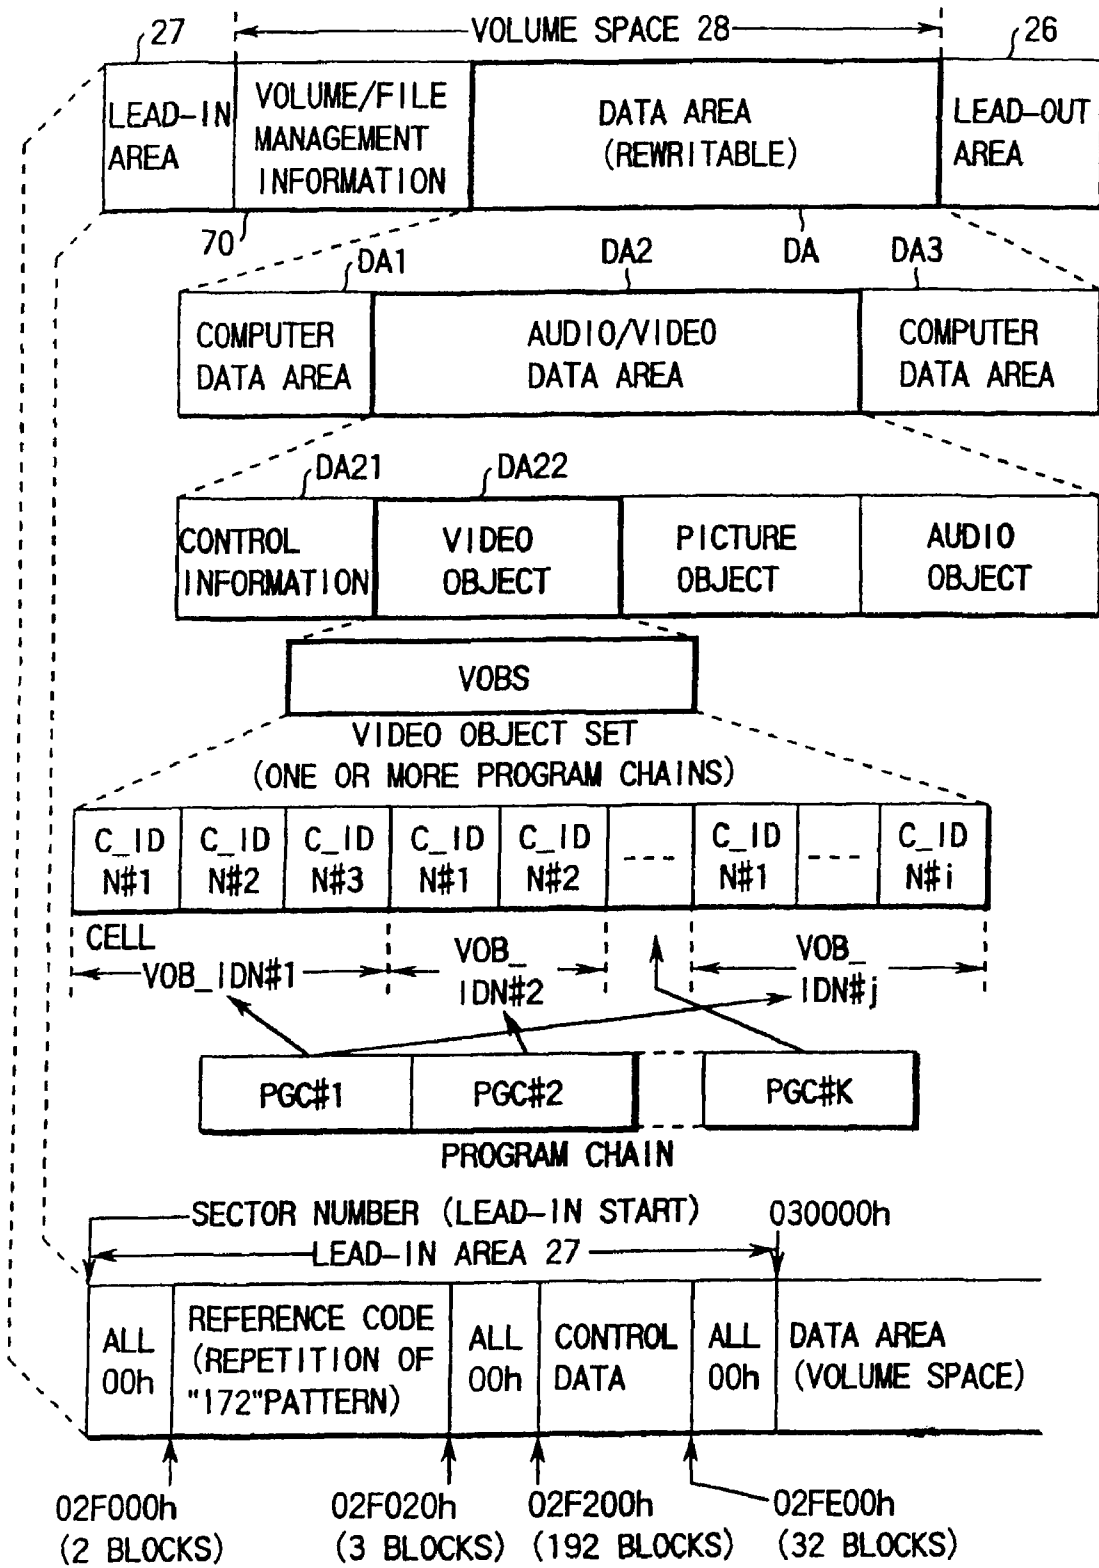 27
VOLUME SPACE 28
26
LEAD-IN
AREA
VOLUME/FILE
MANAGEMENT
INFORMATION
DATA AREA
(REWRITABLE)
LEAD-OUT
AREA
70
DA1
DA2
DA
DA3
COMPUTER
DATA AREA
AUDIO/VIDEO
DATA AREA
COMPUTER
DATA AREA
DA21
DA22
CONTROL
INFORMATION
VIDEO
OBJECT
PICTURE
OBJECT
AUDIO
OBJECT
VOBS
VIDEO OBJECT SET
(ONE OR MORE PROGRAM CHAINS)
C_ID
N#1
C_ID
N#2
C_ID
N#3
C_ID
N#1
C_ID
N#2
----
C_ID
N#1
----
C_ID
N#i
CELL
VOB_IDN#1
VOB_
IDN#2
VOB_
IDN#j
PGC#1
PGC#2
PGC#K
PROGRAM CHAIN
SECTOR NUMBER (LEAD-IN START)
030000h
LEAD-IN AREA 27
ALL
00h
REFERENCE CODE
(REPETITION OF
"172"PATTERN)
ALL
00h
CONTROL
DATA
ALL
00h
DATA AREA
(VOLUME SPACE)
02F000h
(2 BLOCKS)
02F020h
(3 BLOCKS)
02F200h
(192 BLOCKS)
02FE00h
(32 BLOCKS)